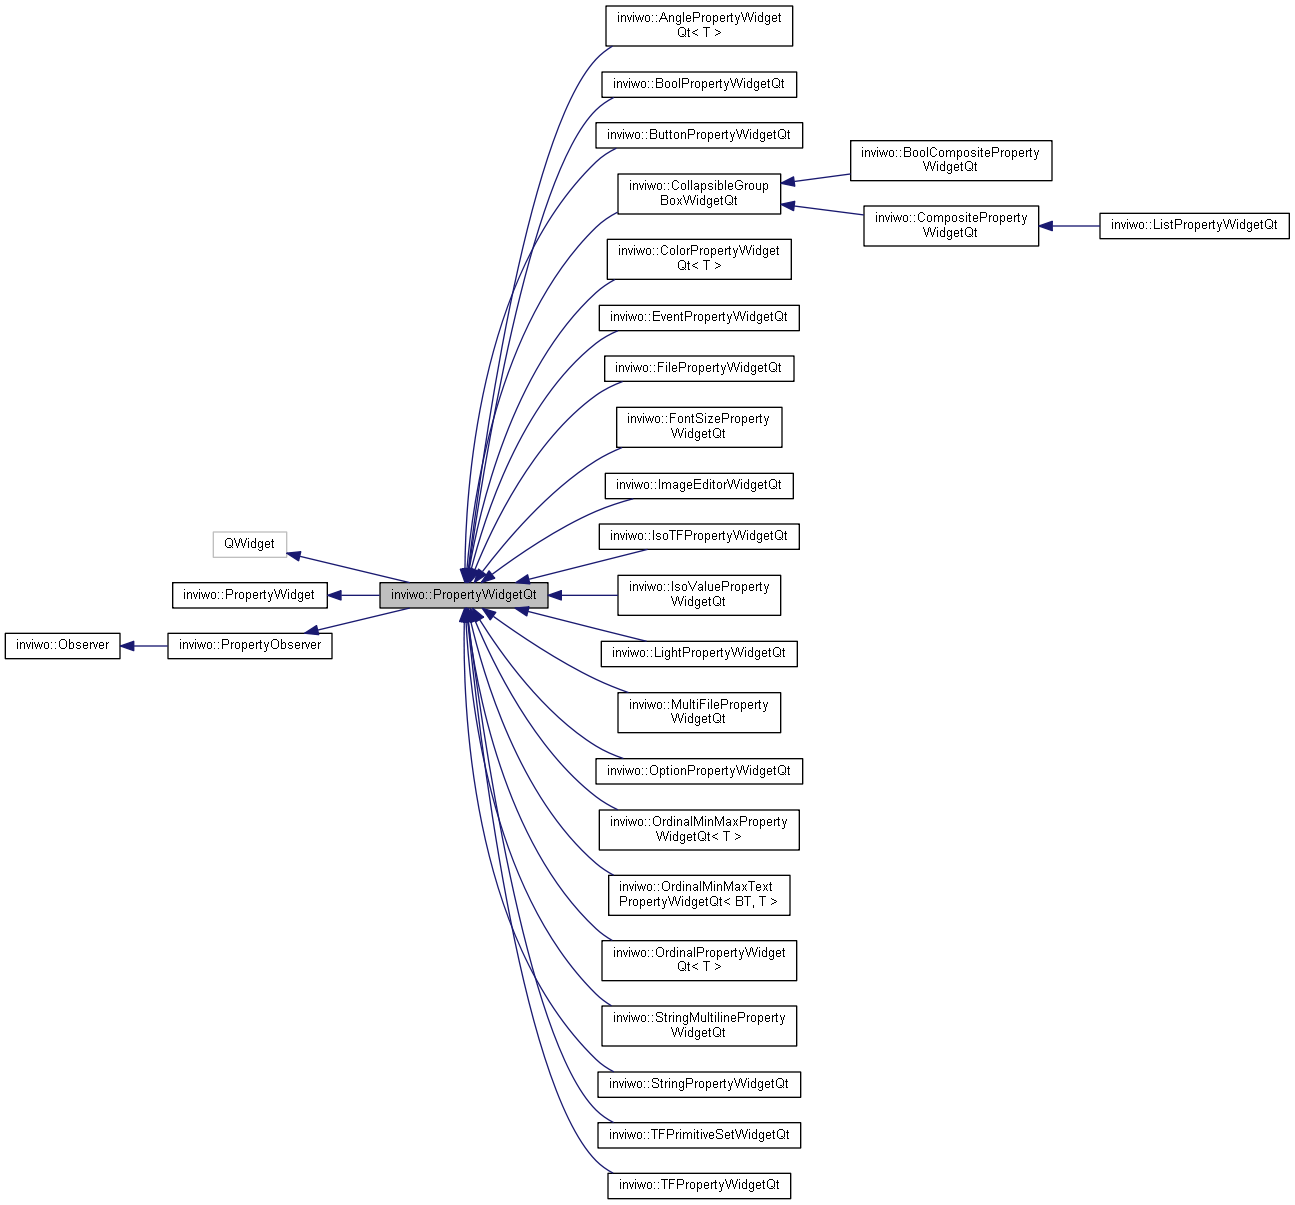 inviwo::AnglePropertyWidget
Qt< T >
inviwo::BoolPropertyWidgetQt
inviwo::ButtonPropertyWidgetQt
inviwo::BoolCompositeProperty
WidgetQt
inviwo::CollapsibleGroup
BoxWidgetQt
inviwo::CompositeProperty
WidgetQt
inviwo::ListPropertyWidgetQt
inviwo::ColorPropertyWidget
Qt< T >
inviwo::EventPropertyWidgetQt
inviwo::FilePropertyWidgetQt
inviwo::FontSizeProperty
WidgetQt
inviwo::ImageEditorWidgetQt
inviwo::IsoTFPropertyWidgetQt
QWidget
inviwo::PropertyWidget
inviwo::PropertyWidgetQt
inviwo::IsoValueProperty
WidgetQt
inviwo::Observer
inviwo::PropertyObserver
inviwo::LightPropertyWidgetQt
inviwo::MultiFileProperty
WidgetQt
inviwo::OptionPropertyWidgetQt
inviwo::OrdinalMinMaxProperty
WidgetQt< T >
inviwo::OrdinalMinMaxText
PropertyWidgetQt< BT, T >
inviwo::OrdinalPropertyWidget
Qt< T >
inviwo::StringMultilineProperty
WidgetQt
inviwo::StringPropertyWidgetQt
inviwo::TFPrimitiveSetWidgetQt
inviwo::TFPropertyWidgetQt